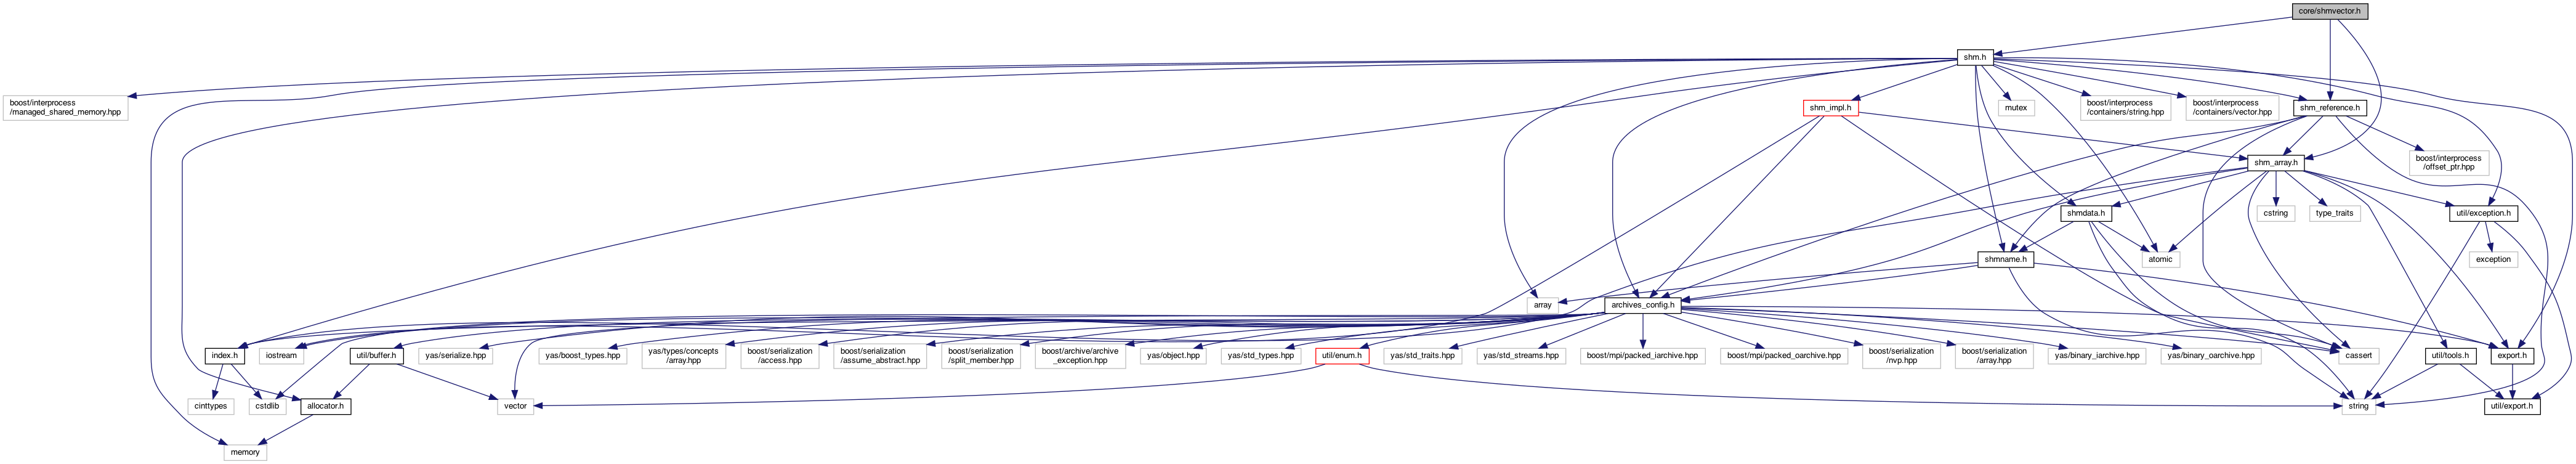 core/shmvector.h
shm.h
boost/interprocess
/managed_shared_memory.hpp
shm_impl.h
mutex
boost/interprocess
/containers/string.hpp
boost/interprocess
/containers/vector.hpp
shm_reference.h
shm_array.h
boost/interprocess
/offset_ptr.hpp
shmdata.h
cstring
type_traits
util/exception.h
shmname.h
atomic
exception
array
archives_config.h
index.h
iostream
util/buffer.h
yas/serialize.hpp
yas/boost_types.hpp
yas/types/concepts
/array.hpp
boost/serialization
/access.hpp
boost/serialization
/assume_abstract.hpp
boost/serialization
/split_member.hpp
boost/archive/archive
_exception.hpp
yas/object.hpp
yas/std_types.hpp
util/enum.h
yas/std_traits.hpp
yas/std_streams.hpp
boost/mpi/packed_iarchive.hpp
boost/mpi/packed_oarchive.hpp
boost/serialization
/nvp.hpp
boost/serialization
/array.hpp
yas/binary_iarchive.hpp
yas/binary_oarchive.hpp
cassert
util/tools.h
export.h
cinttypes
cstdlib
allocator.h
vector
string
util/export.h
memory